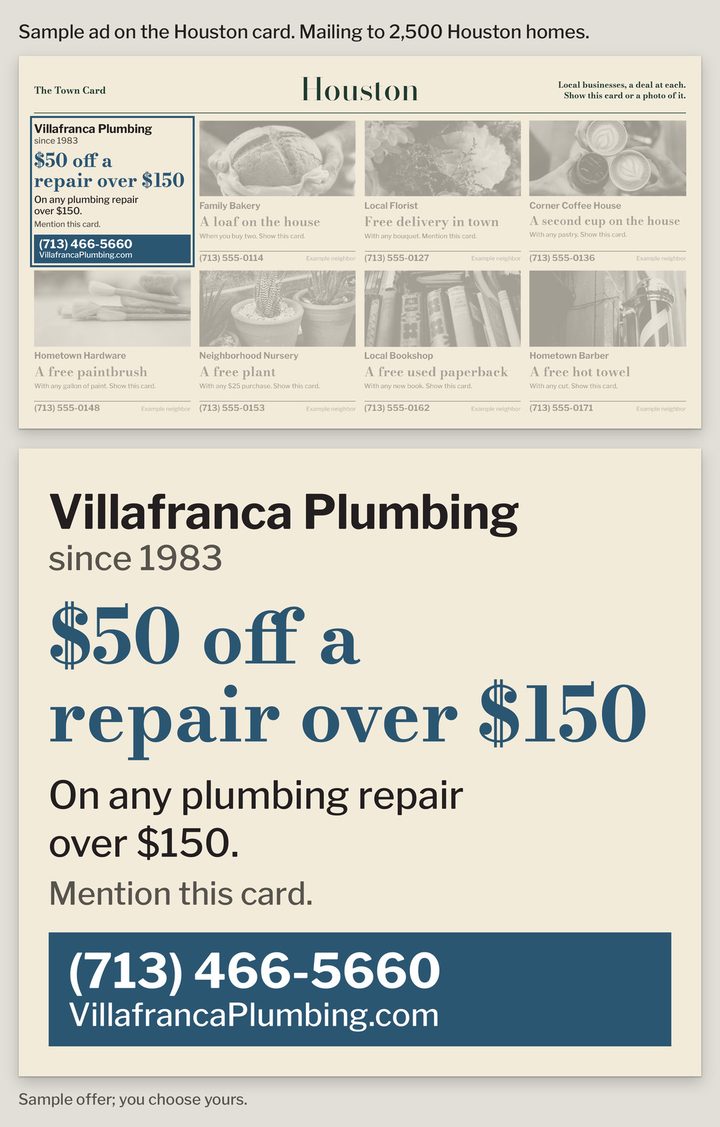 Sample ad on the Houston card. Mailing to 2,500 Houston homes.
The Town Card
Houston
Local businesses, a deal at each.
Show this card or a photo of it.
Villafranca Plumbing
since 1983
$50 off a
repair over $150
On any plumbing repair
over $150.
Mention this card.
(713) 466-5660
VillafrancaPlumbing.com
Family Bakery
A loaf on the house
When you buy two. Show this card.
(713) 555-0114 Example neighbor
Local Florist
Free delivery in town
With any bouquet. Mention this card.
(713) 555-0127 Example neighbor
Corner Coffee House
A second cup on the house
With any pastry. Show this card.
(713) 555-0136 Example neighbor
Hometown Hardware
A free paintbrush
With any gallon of paint. Show this card.
(713) 555-0148 Example neighbor
Neighborhood Nursery
A free plant
With any $25 purchase. Show this card.
(713) 555-0153 Example neighbor
Local Bookshop
A free used paperback
With any new book. Show this card.
(713) 555-0162 Example neighbor
Hometown Barber
A free hot towel
With any cut. Show this card.
(713) 555-0171 Example neighbor
Villafranca Plumbing
since 1983
$50 off a
repair over $150
On any plumbing repair
over $150.
Mention this card.
(713) 466-5660
VillafrancaPlumbing.com
Sample offer; you choose yours.